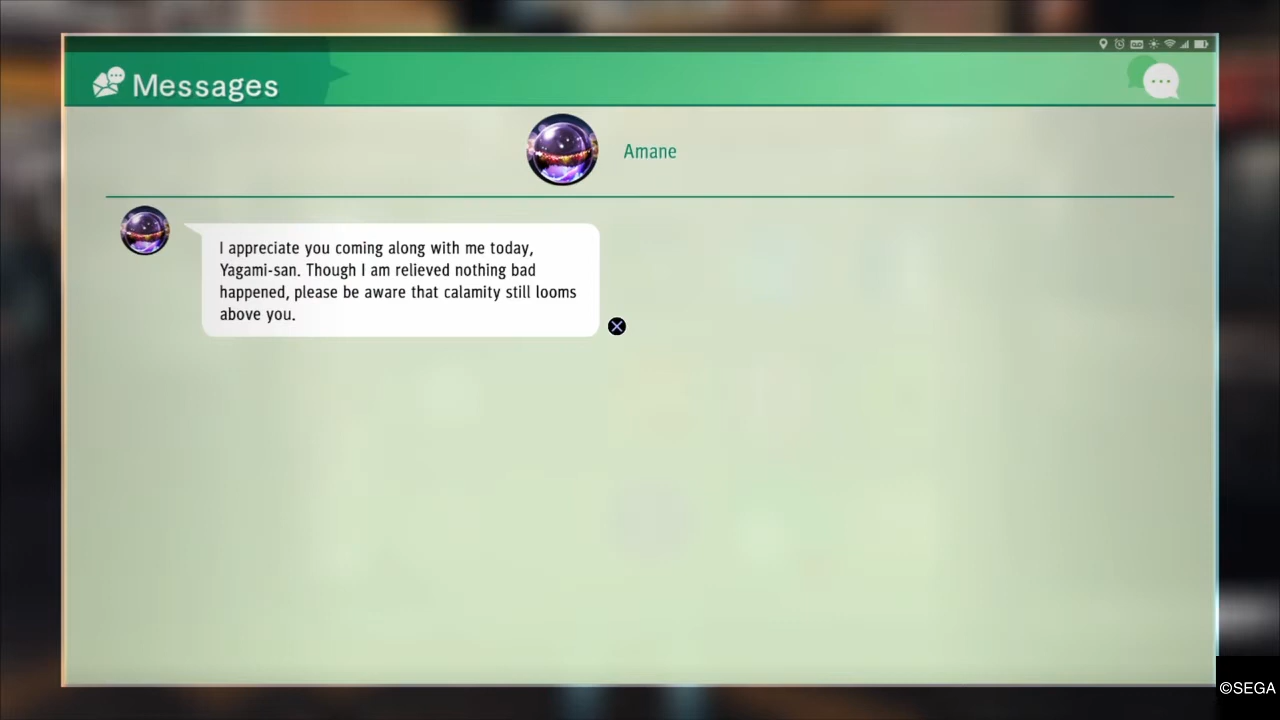 Messages
Amane
I appreciate you coming along with me today,
Yagami-san. Though I am relieved nothing bad
happened, please be aware that calamity still looms
above you.
©SEGA